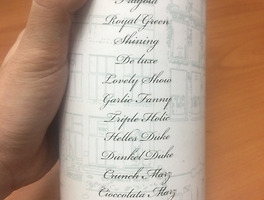 Royal Green
Shining
De luxe
Lovely Show
Garlic Fanny
Triple Holic
Helles Duke
Dunkel Duke
Crunch Marz
Cioccolata Marz